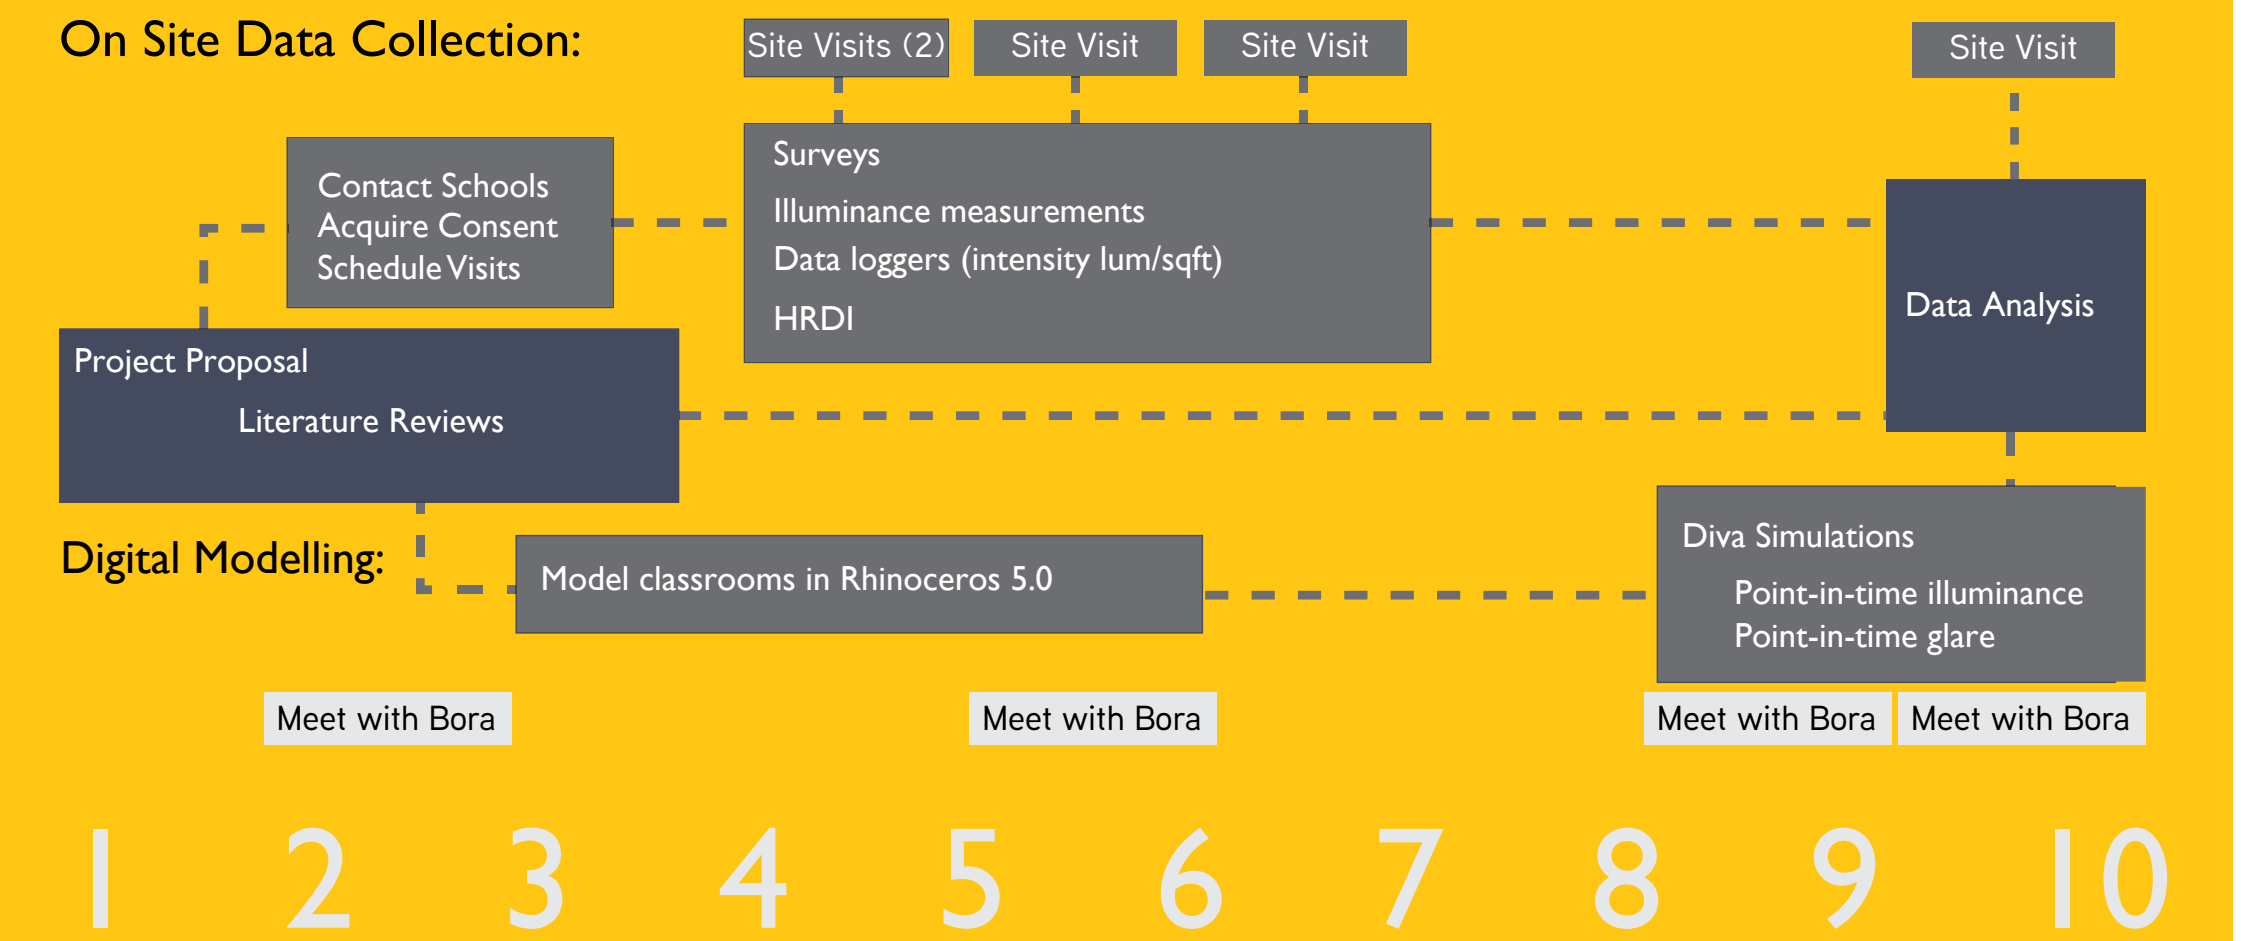 On Site Data Collection:
Site Visits (2)
Site Visit
Site Visit
Site Visit
Contact Schools
Acquire Consent
Schedule Visits
Surveys
Illuminance measurements
Data loggers (intensity lum/sqft)
HRDI
Data Analysis
Project Proposal
Literature Reviews
Digital Modelling:
Model classrooms in Rhinoceros 5.0
Diva Simulations
Point-in-time illuminance
Point-in-time glare
Meet with Bora
Meet with Bora
Meet with Bora
Meet with Bora
1 2 3 4 5 6 7 8 9 10